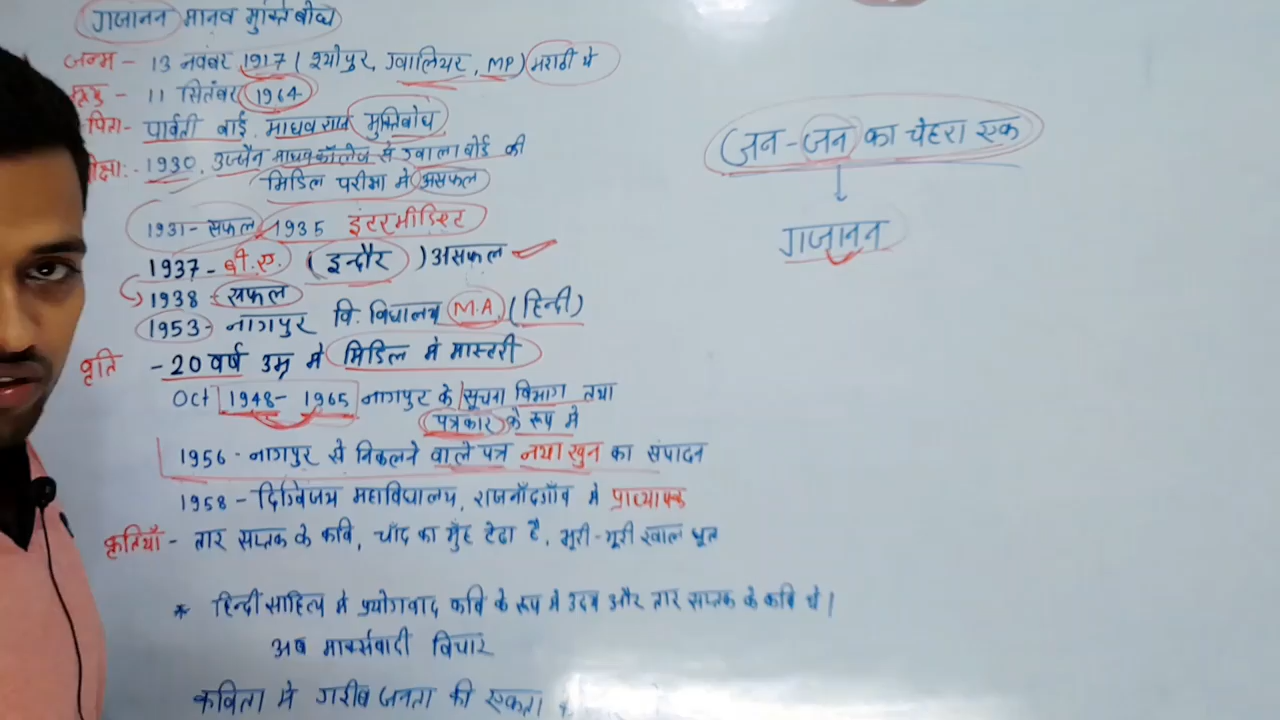 गजानन मानव मुक्तिबोध
जन्म - 13 नवंबर 1917 ( श्योपुर, ग्वालियर, MP) मराठी मे
मृत्यु - 11 सितंबर 1964
पिता- पार्वती बाई, माधवराव मुक्तिबोध
1930, उज्जैन माधव कॉलेज से ग्वाला बोर्ड की
मिडिल परीक्षा मे असफल
1931- सफल, 1935 इंटरमीडिएट
1937 - बी.ए. (इन्दौर) असफल
1938 - सफल
1953- नागपुर वि. विद्यालय M.A. (हिन्दी)
वृति - 20 वर्ष उम्र मे मिडिल मे मास्तरी
Oct 1948 - 1965 नागपुर के सूचना विभाग तथा
पत्रकार के रूप मे
1956 - नागपुर से निकलने वाले पत्र नया खुन का संपादन
1958 - दिग्विजय महाविद्यालय, राजनाँदगाँव मे
कृतियाँ - तार सप्तक के कवि, चाँद का मुँह टेढा है, भूरी-भूरी खाल धूल
* हिन्दी साहित्य मे प्रयोगवाद कवि के रूप मे उदय और तार सप्तक के कवि थे।
अब मार्क्सवादी विचार
कविता मे गरीब जनता की एकता
जन-जन का चेहरा एक
गजानन